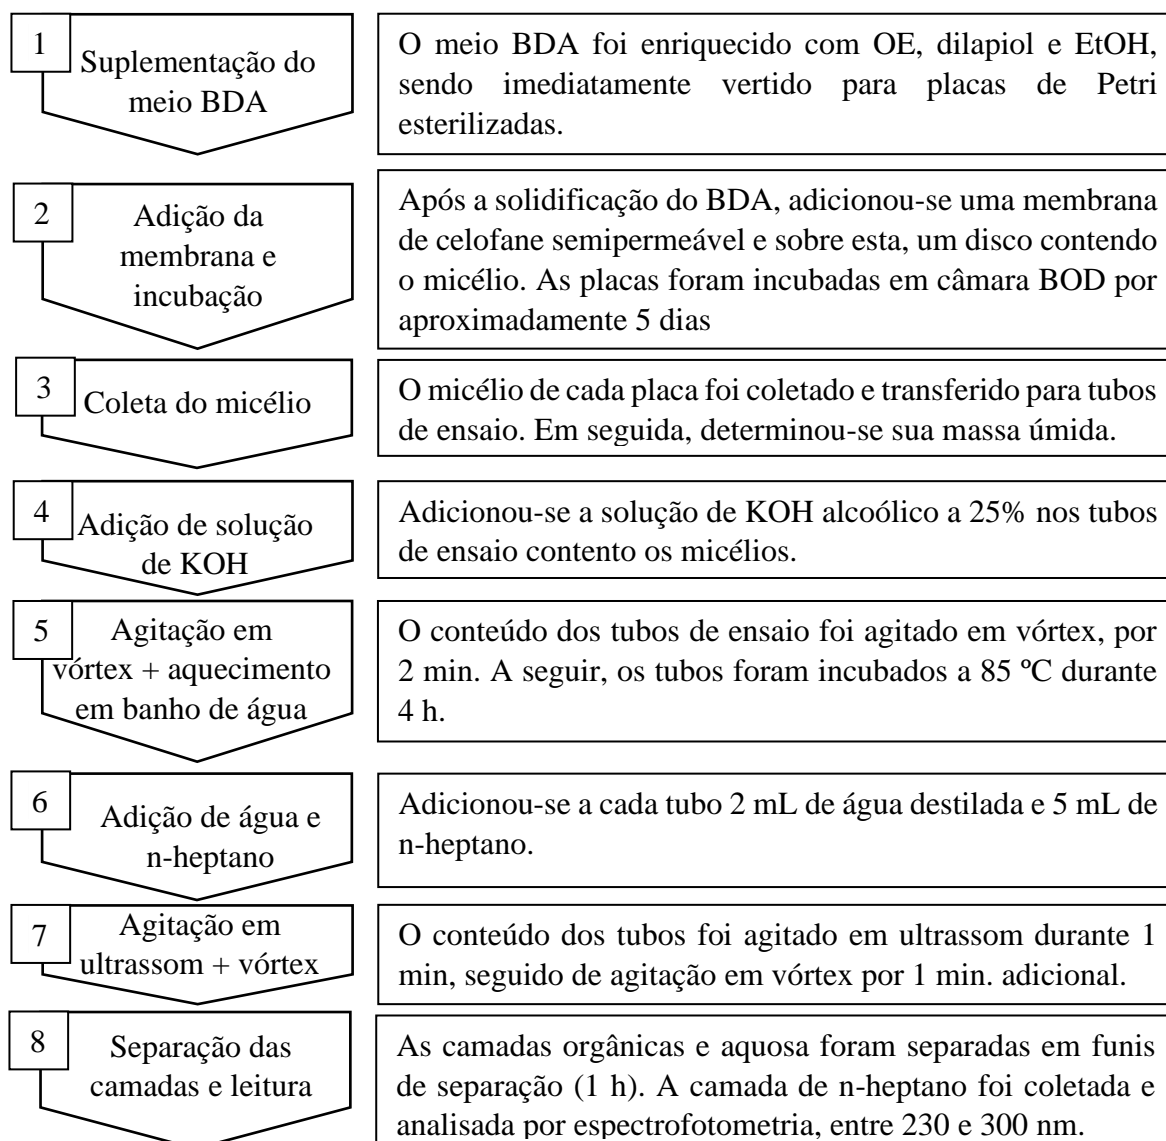 1
Suplementação do
meio BDA
O meio BDA foi enriquecido com OE, dilapiol e EtOH,
sendo imediatamente vertido para placas de Petri
esterilizadas.
2
Adição da
membrana e
incubação
Após a solidificação do BDA, adicionou-se uma membrana
de celofane semipermeável e sobre esta, um disco contendo
o micélio. As placas foram incubadas em câmara BOD por
aproximadamente 5 dias
3
Coleta do micélio
O micélio de cada placa foi coletado e transferido para tubos
de ensaio. Em seguida, determinou-se sua massa úmida.
4
Adição de solução
de KOH
Adicionou-se a solução de KOH alcoólico a 25% nos tubos
de ensaio contento os micélios.
5
Agitação em
vórtex + aquecimento
em banho de água
O conteúdo dos tubos de ensaio foi agitado em vórtex, por
2 min. A seguir, os tubos foram incubados a 85 ºC durante
4 h.
6
Adição de água e
n-heptano
Adicionou-se a cada tubo 2 mL de água destilada e 5 mL de
n-heptano.
7
Agitação em
ultrassom + vórtex
O conteúdo dos tubos foi agitado em ultrassom durante 1
min, seguido de agitação em vórtex por 1 min. adicional.
8
Separação das
camadas e leitura
As camadas orgânicas e aquosa foram separadas em funis
de separação (1 h). A camada de n-heptano foi coletada e
analisada por espectrofotometria, entre 230 e 300 nm.